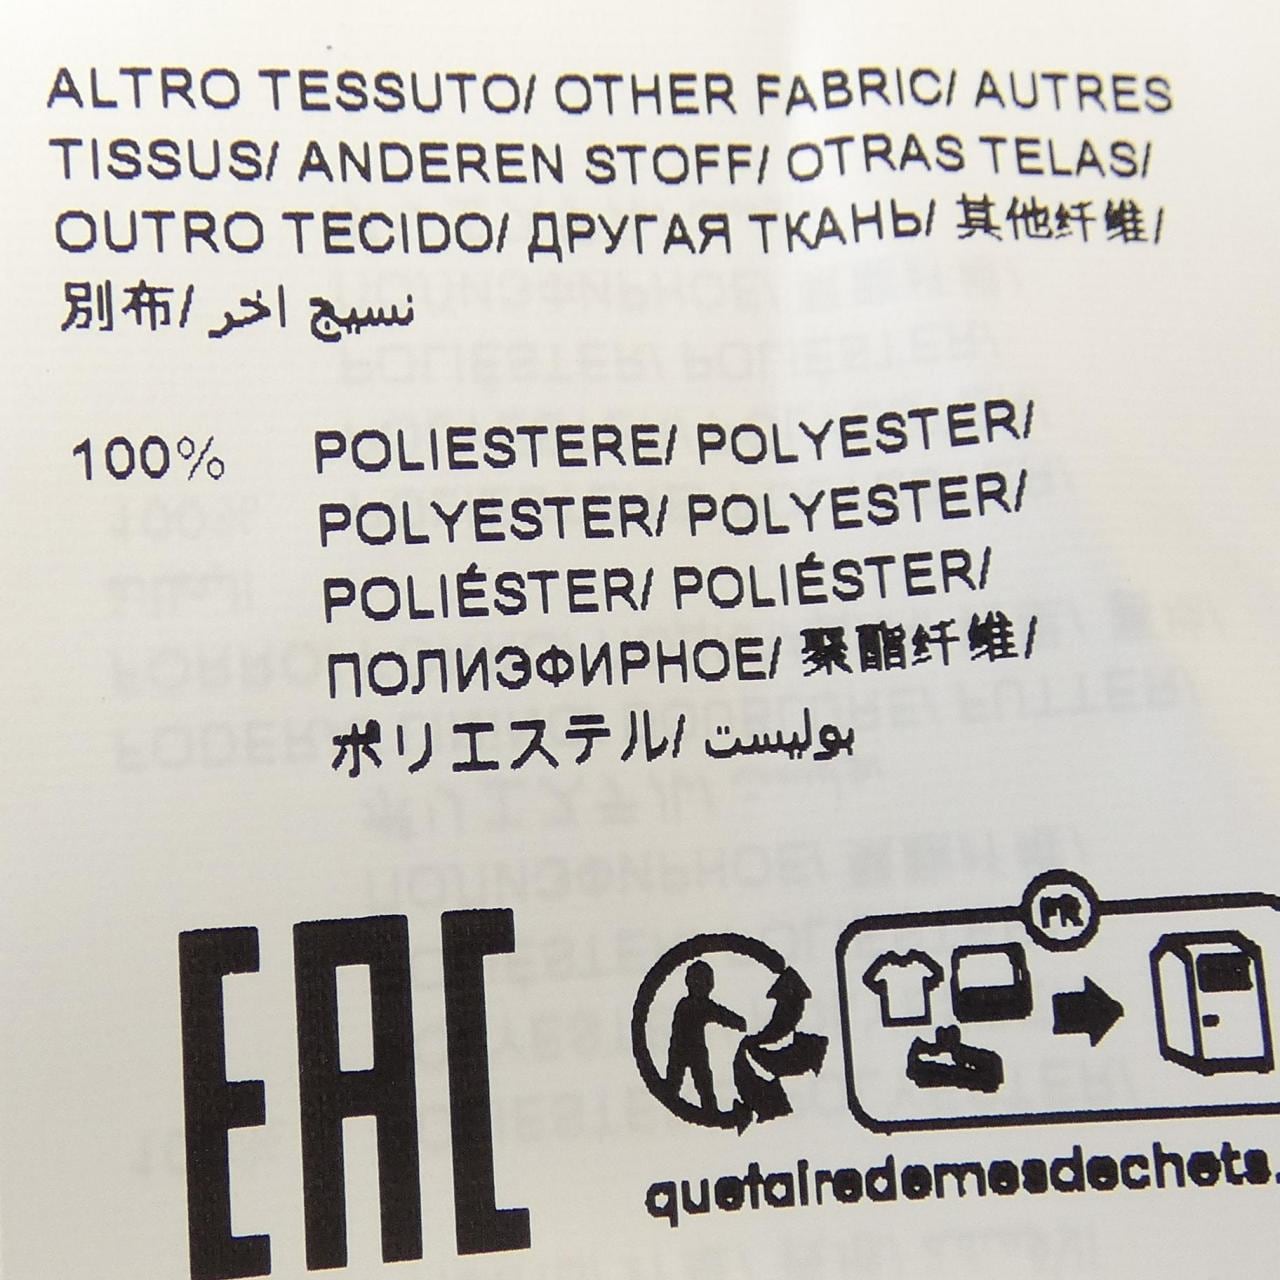 ALTRO TESSUTO/ OTHER FABRIC/ AUTRES
TISSUS/ ANDEREN STOFF/ OTRAS TELAS/
OUTRO TECIDO/ ДРУГАЯ ТКАНЬ/ 其他纤维/
別布/ نسيج اخر
100% POLIESTERE/ POLYESTER/
POLYESTER/ POLYESTER/
POLIÉSTER/ POLIÉSTER/
ПОЛИЭФИРНОЕ/ 聚酯纤维/
ポリエステル/ بوليست
FR
EAC
quefairedemesdechets.